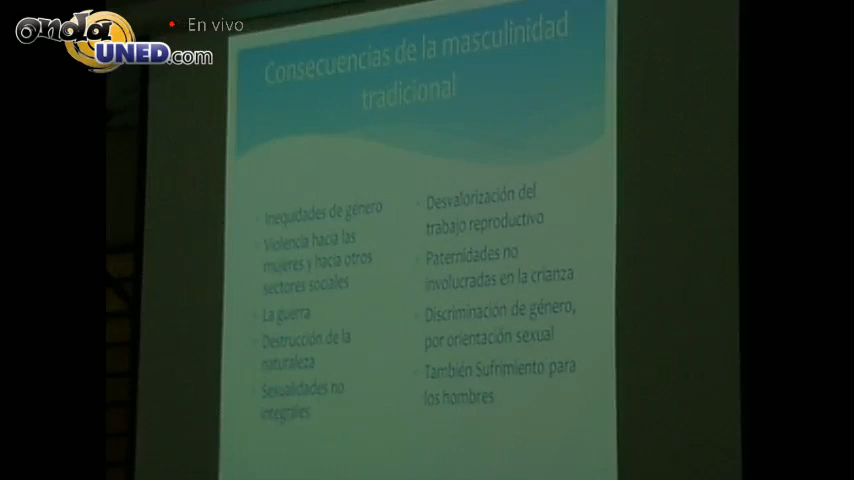 onda
UNED.com
• En vivo
Consecuencias de la masculinidad
tradicional
Inequidades de género
Violencia hacia las
mujeres y hacia otros
sectores sociales
La guerra
Destrucción de la
naturaleza
Sexualidades no
integrales
Desvalorización del
trabajo reproductivo
Paternidades no
involucradas en la crianza
Discriminación de género,
por orientación sexual
También Sufrimiento para
los hombres